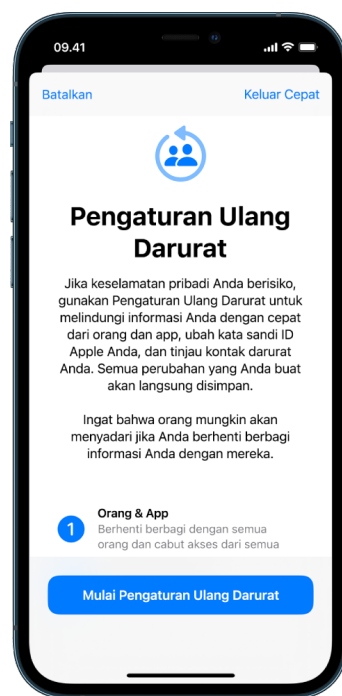 09.41
Batalkan
Keluar Cepat
Pengaturan Ulang
Darurat
Jika keselamatan pribadi Anda berisiko,
gunakan Pengaturan Ulang Darurat untuk
melindungi informasi Anda dengan cepat
dari orang dan app, ubah kata sandi ID
Apple Anda, dan tinjau kontak darurat
Anda. Semua perubahan yang Anda buat
akan langsung disimpan.
Ingat bahwa orang mungkin akan
menyadari jika Anda berhenti berbagi
informasi Anda dengan mereka.
1
Orang & App
Berhenti berbagi dengan semua
orang dan cabut akses dari semua
Mulai Pengaturan Ulang Darurat